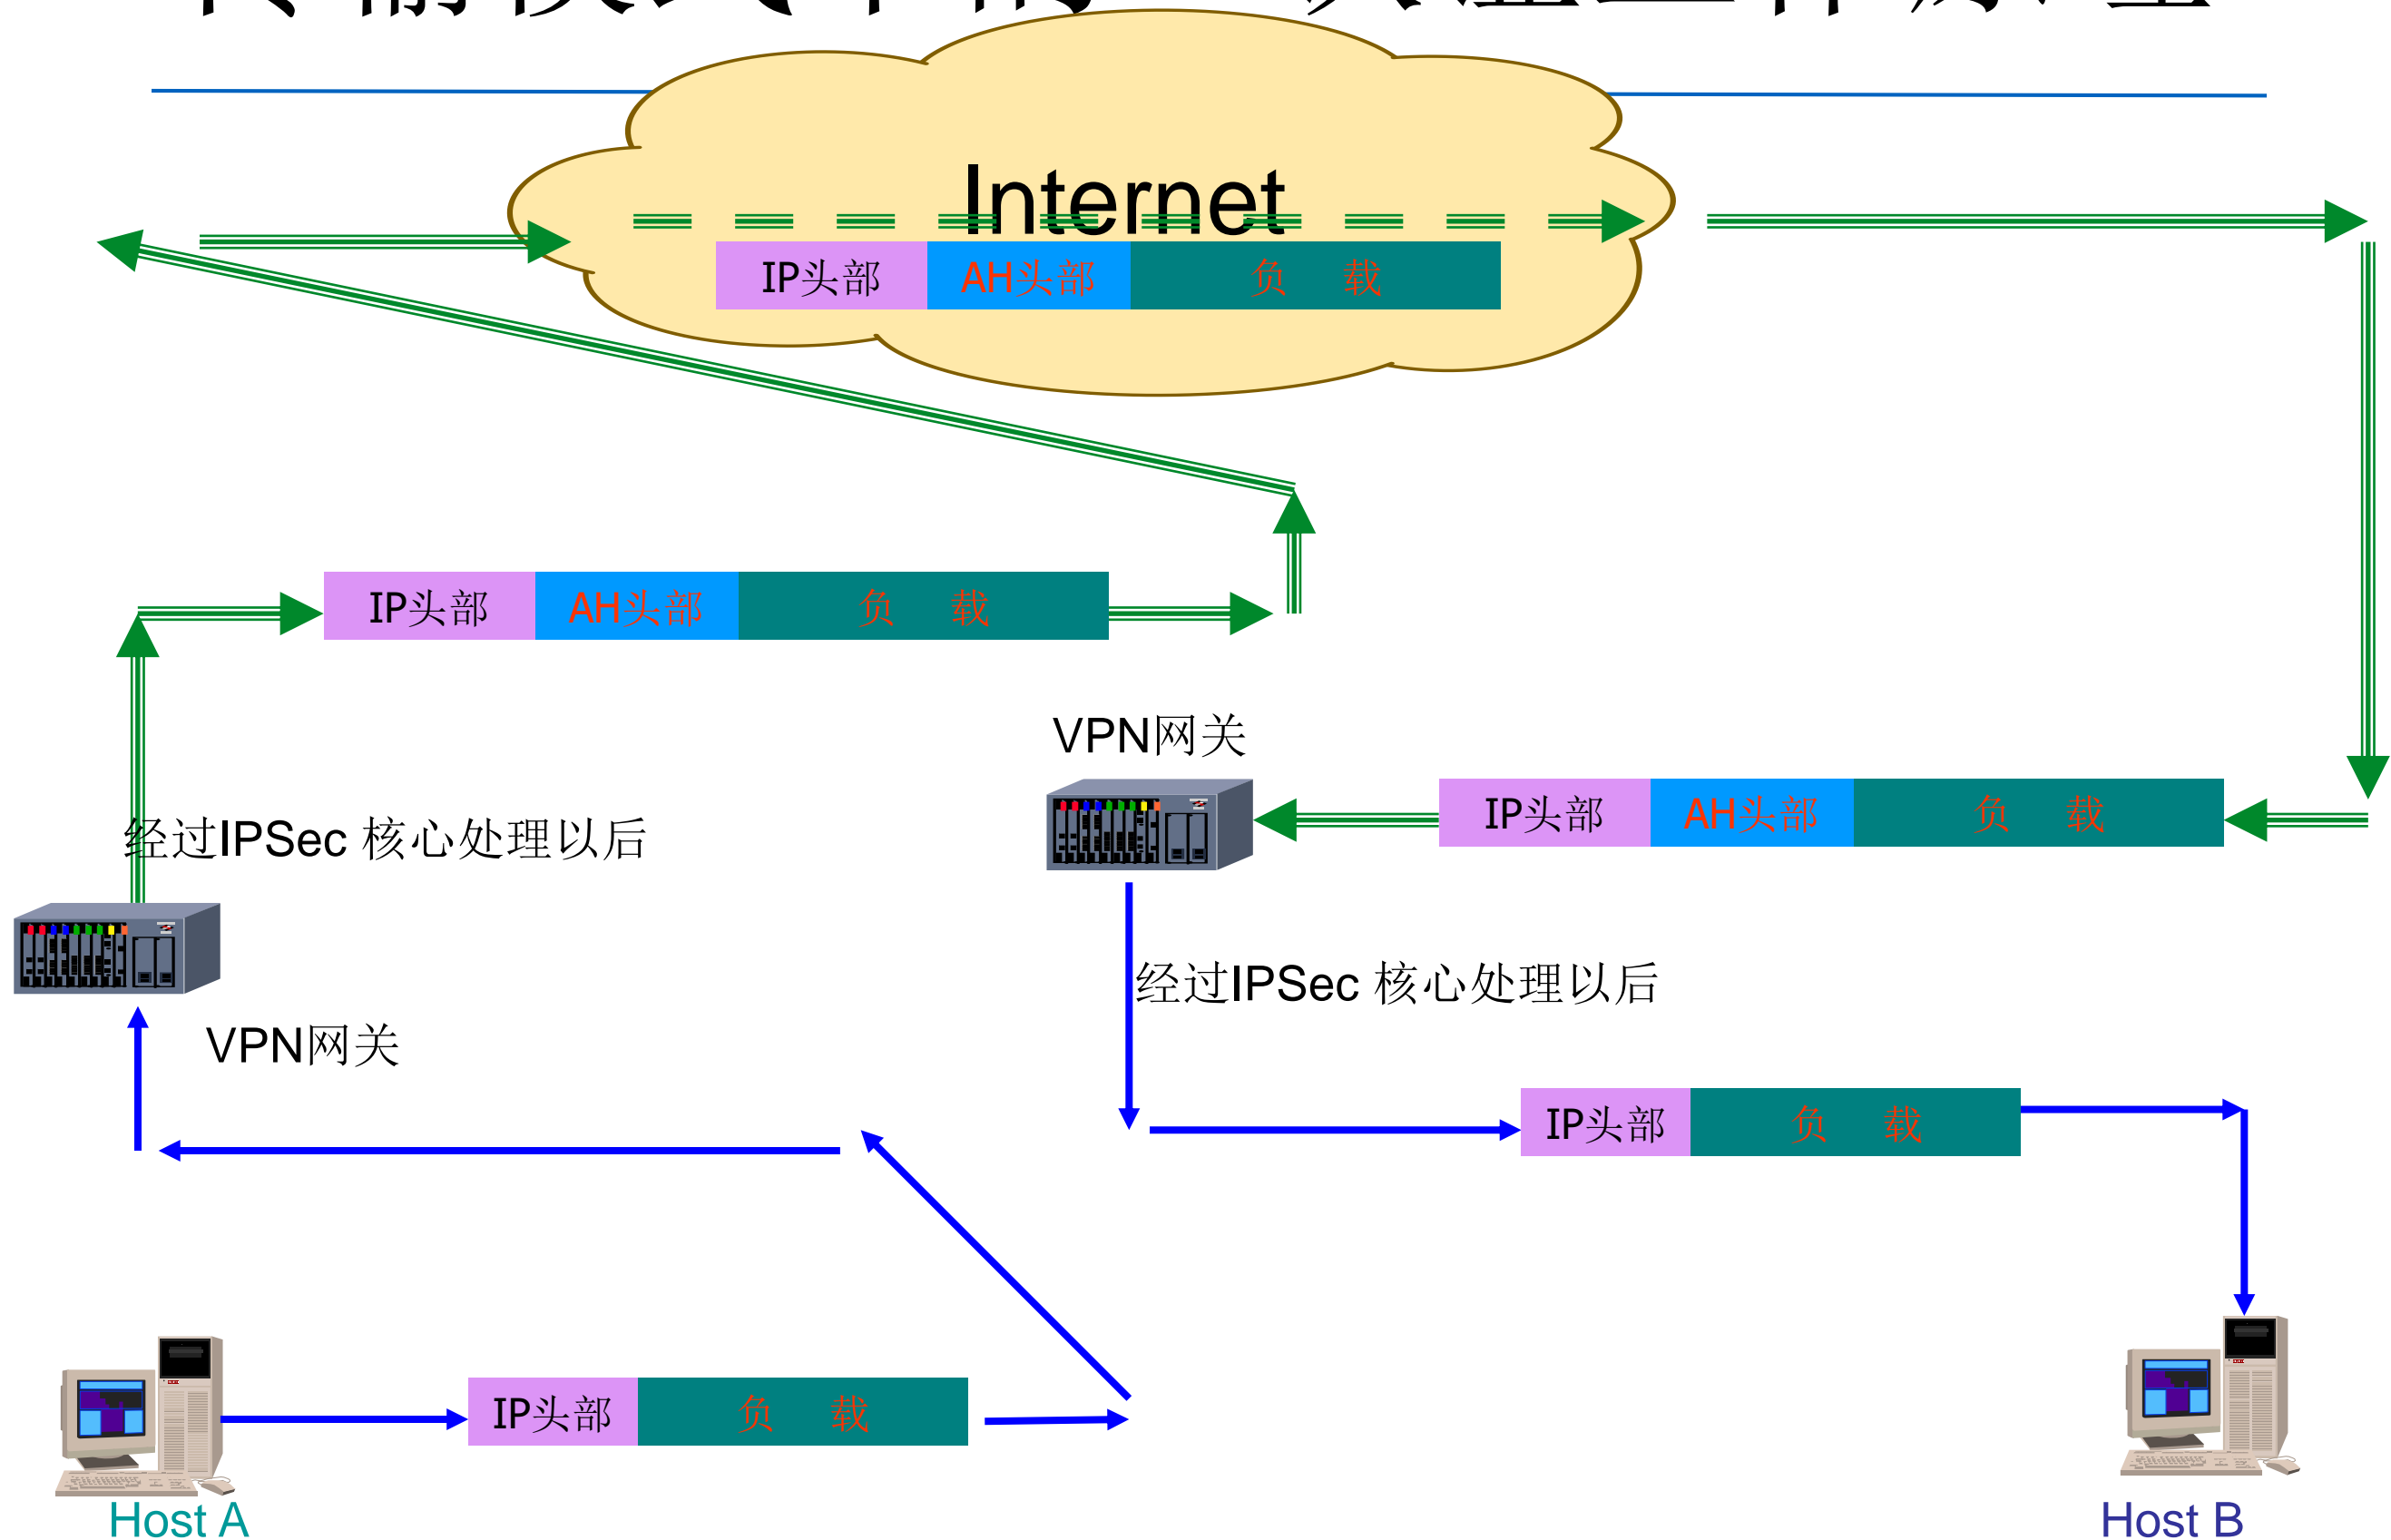 Internet
IP头部 AH头部 负 载
IP头部 AH头部 负 载
VPN网关
IP头部 AH头部 负 载
经过IPSec 核心处理以后
经过IPSec 核心处理以后
VPN网关
IP头部 负 载
IP头部 负 载
Host A
Host B